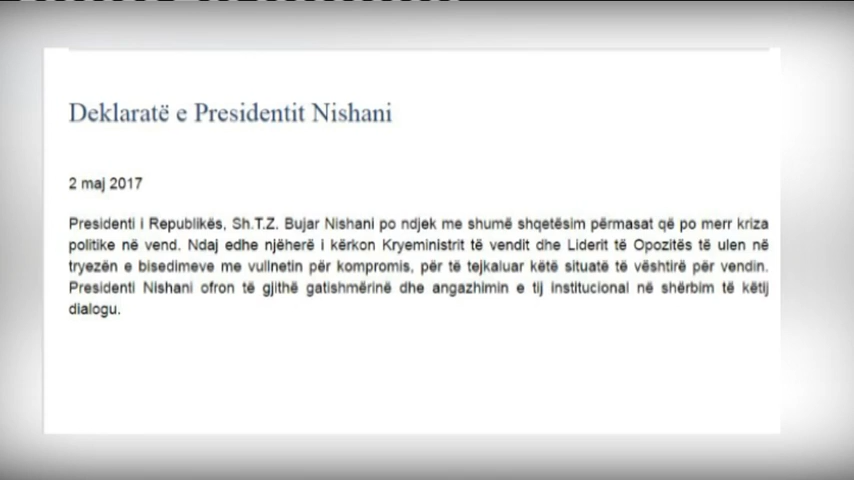 Deklaratë e Presidentit Nishani
2 maj 2017
Presidenti i Republikës, Sh.T.Z. Bujar Nishani po ndjek me shumë shqetësim përmasat që po merr kriza
politike në vend. Ndaj edhe njëherë i kërkon Kryeministrit të vendit dhe Liderit të Opozitës të ulen në
tryezën e bisedimeve me vullnetin për kompromis, për të tejkaluar këtë situatë të vështirë për vendin.
Presidenti Nishani ofron të gjithë gatishmërinë dhe angazhimin e tij institucional në shërbim të këtij
dialogu.